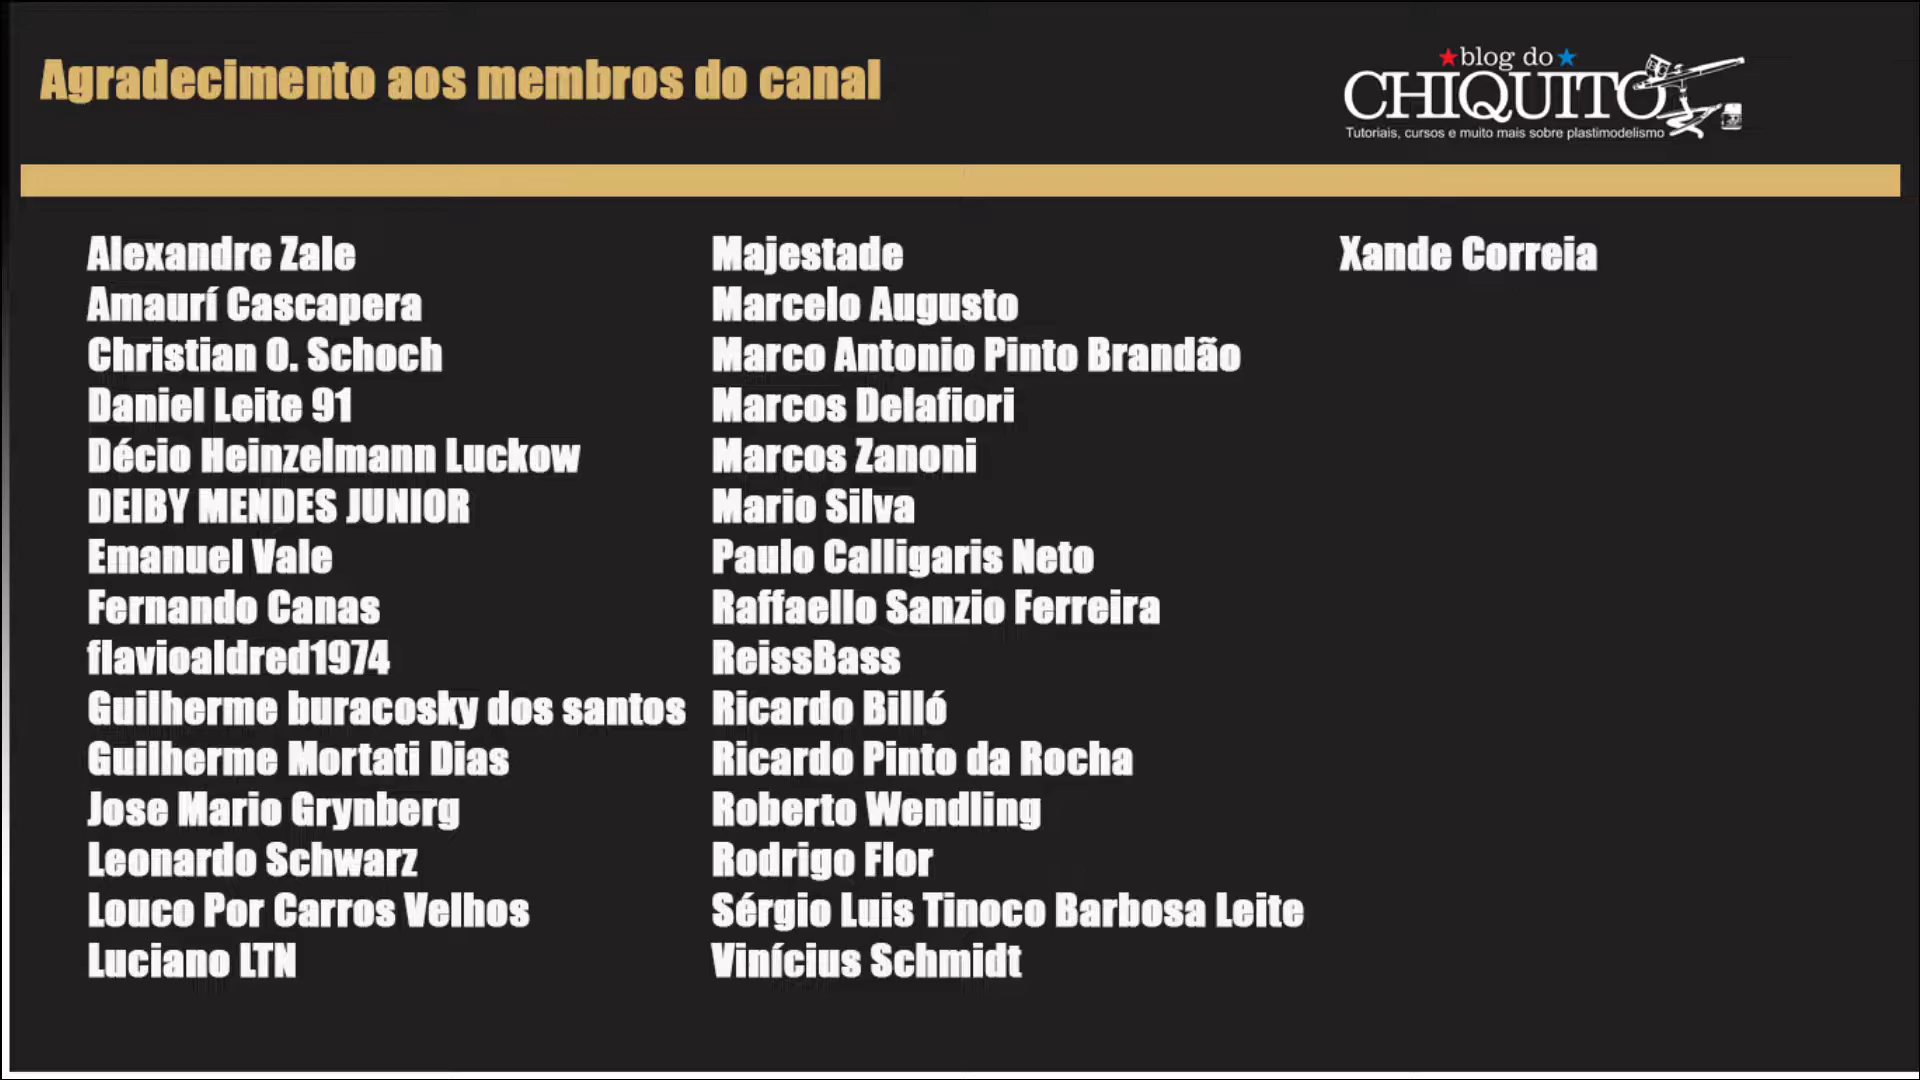 Agradecimento aos membros do canal
blog do
CHIQUITO
Tutoriais, cursos e muito mais sobre plastimodelismo
Alexandre Zale
Amaurí Cascapera
Christian O. Schoch
Daniel Leite 91
Décio Heinzelmann Luckow
DEIBY MENDES JUNIOR
Emanuel Vale
Fernando Canas
flavioaldred1974
Guilherme buracosky dos santos
Guilherme Mortati Dias
Jose Mario Grynberg
Leonardo Schwarz
Louco Por Carros Velhos
Luciano LTN
Majestade
Marcelo Augusto
Marco Antonio Pinto Brandão
Marcos Delafiori
Marcos Zanoni
Mario Silva
Paulo Calligaris Neto
Raffaello Sanzio Ferreira
ReissBass
Ricardo Billó
Ricardo Pinto da Rocha
Roberto Wendling
Rodrigo Flor
Sérgio Luis Tinoco Barbosa Leite
Vinícius Schmidt
Xande Correia